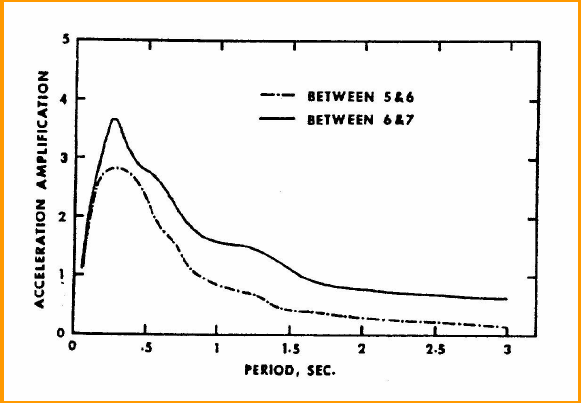 5
4
3
2
1
0
ACCELERATION AMPLIFICATION
BETWEEN 5&6
BETWEEN 6&7
0 .5 1 1.5 2 2.5 3
PERIOD, SEC.